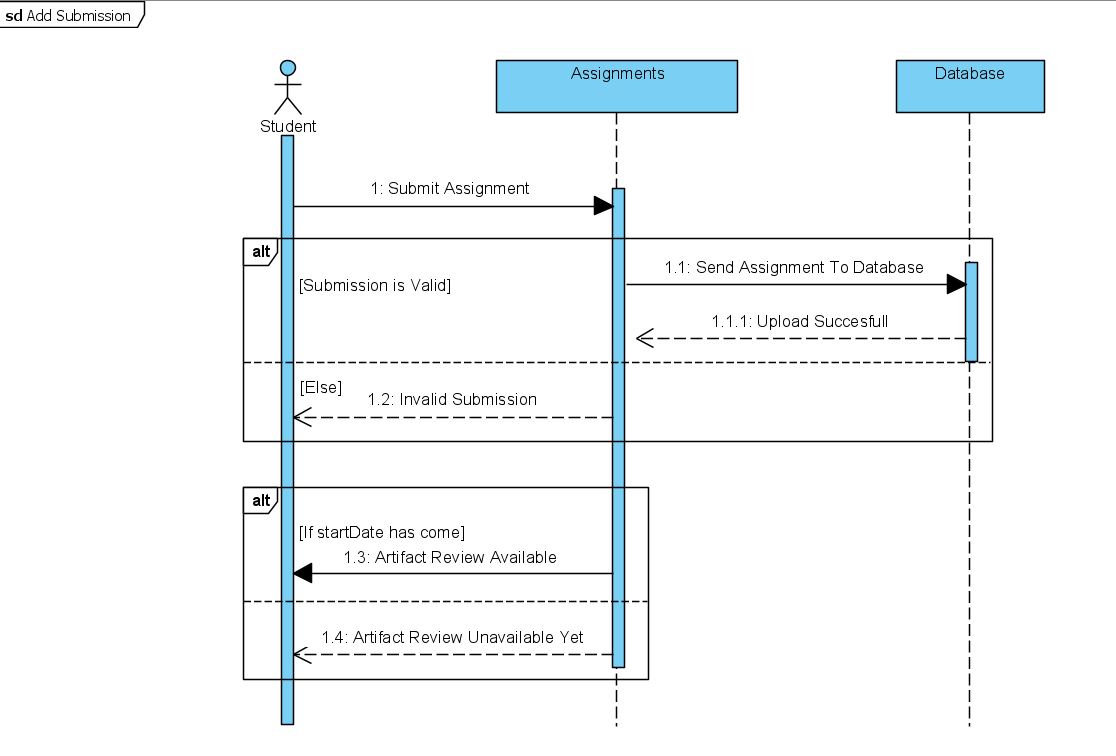 sd Add Submission
Student
Assignments
Database
1: Submit Assignment
alt
[Submission is Valid]
1.1: Send Assignment To Database
1.1.1: Upload Succesfull
[Else]
1.2: Invalid Submission
alt
[If startDate has come]
1.3: Artifact Review Available
1.4: Artifact Review Unavailable Yet